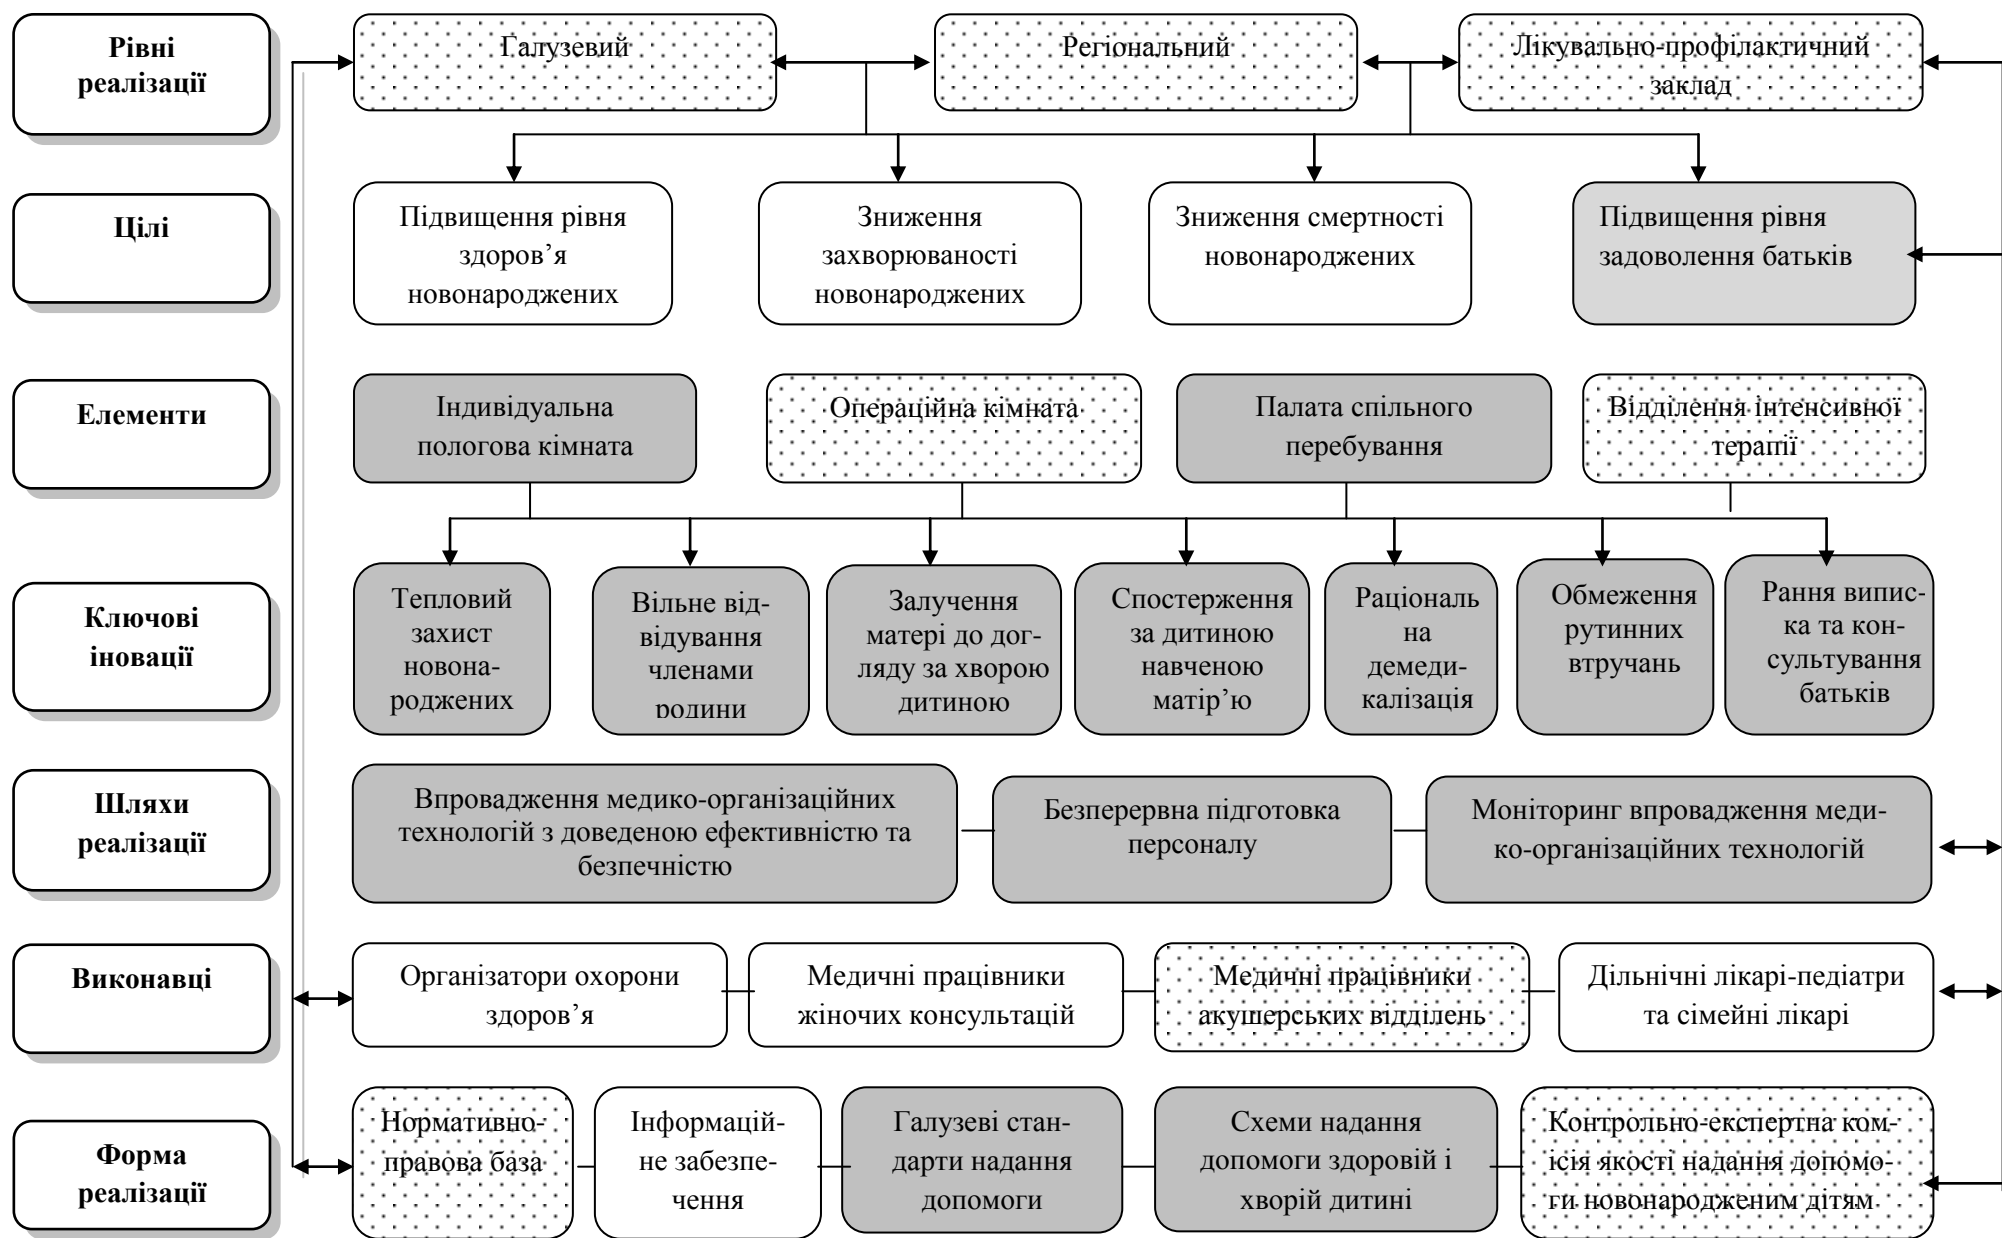 Рівні
реалізації
Галузевий
Регіональний
Лікувально-профілактичний
заклад
Цілі
Підвищення рівня
здоров’я
новонароджених
Зниження
захворюваності
новонароджених
Зниження смертності
новонароджених
Підвищення рівня
задоволення батьків
Елементи
Індивідуальна
пологова кімната
Операційна кімната
Палата спільного
перебування
Відділення інтенсивної
терапії
Ключові
іновації
Тепловий
захист
новона-
роджених
Вільне від-
відування
членами
родини
Залучення
матері до дог-
ляду за хворою
дитиною
Спостерження
за дитиною
навченою
матір’ю
Раціональ
на
демеди-
калізація
Обмеження
рутинних
втручань
Рання випис-
ка та кон-
сультування
батьків
Шляхи
реалізації
Впровадження медико-організаційних
технологій з доведеною ефективністю та
безпечністю
Безперервна підготовка
персоналу
Моніторинг впровадження меди-
ко-організаційних технологій
Виконавці
Організатори охорони
здоров’я
Медичні працівники
жіночих консультацій
Медичні працівники
акушерських відділень
Дільничні лікарі-педіатри
та сімейні лікарі
Форма
реалізації
Нормативно-
правова база
Інформацій-
не забезпе-
чення
Галузеві стан-
дарти надання
допомоги
Схеми надання
допомоги здоровій і
хворій дитині
Контрольно-експертна ком-
ісія якості надання допомо-
ги новонародженим дітям